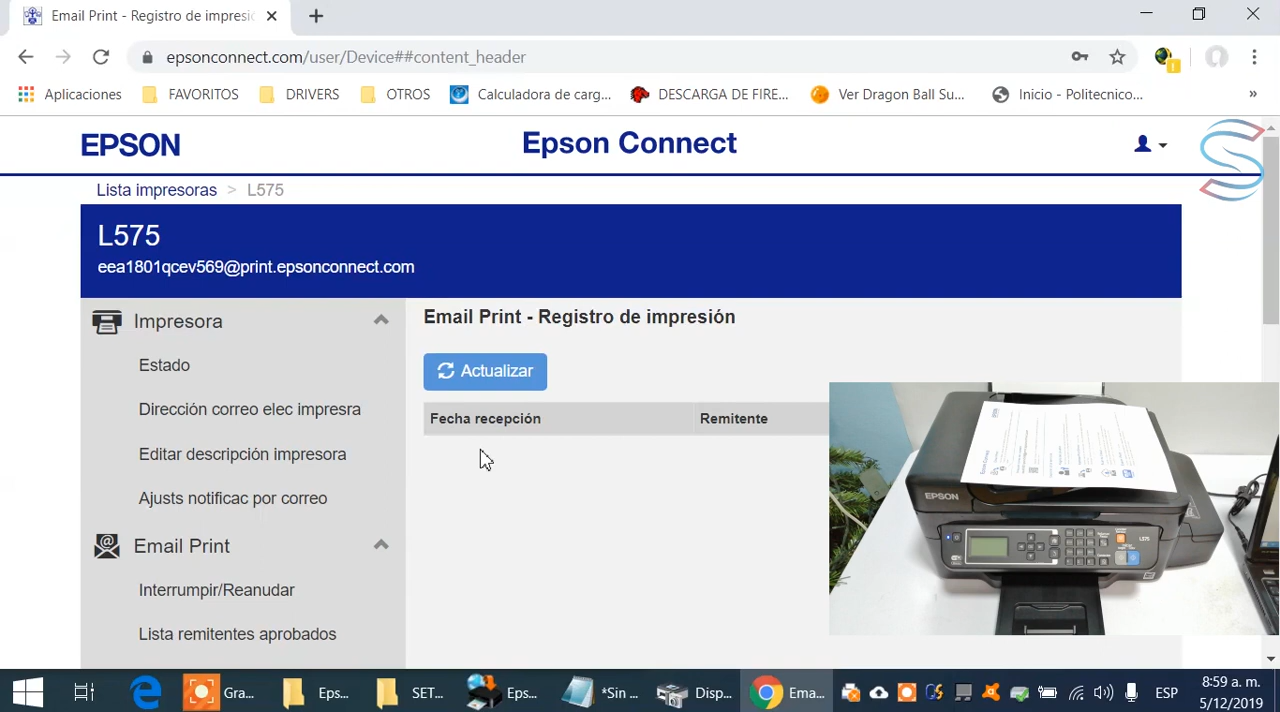 Email Print - Registro de impresi
epsonconnect.com/user/Device##content_header
Aplicaciones
FAVORITOS
DRIVERS
OTROS
Calculadora de carg...
DESCARGA DE FIRE...
Ver Dragon Ball Su...
Inicio - Politecnico...
»
EPSON
Epson Connect
Lista impresoras > L575
L575
eea1801qcev569@print.epsonconnect.com
Impresora
Estado
Dirección correo elec impresra
Editar descripción impresora
Ajusts notificac por correo
Email Print
Interrumpir/Reanudar
Lista remitentes aprobados
Email Print - Registro de impresión
Actualizar
Fecha recepción
Remitente
Epson Connect
EPSON
L575
Gra...
Eps...
SET...
Eps...
*Sin ...
Disp...
Ema...
ESP
8:59 a. m.
5/12/2019